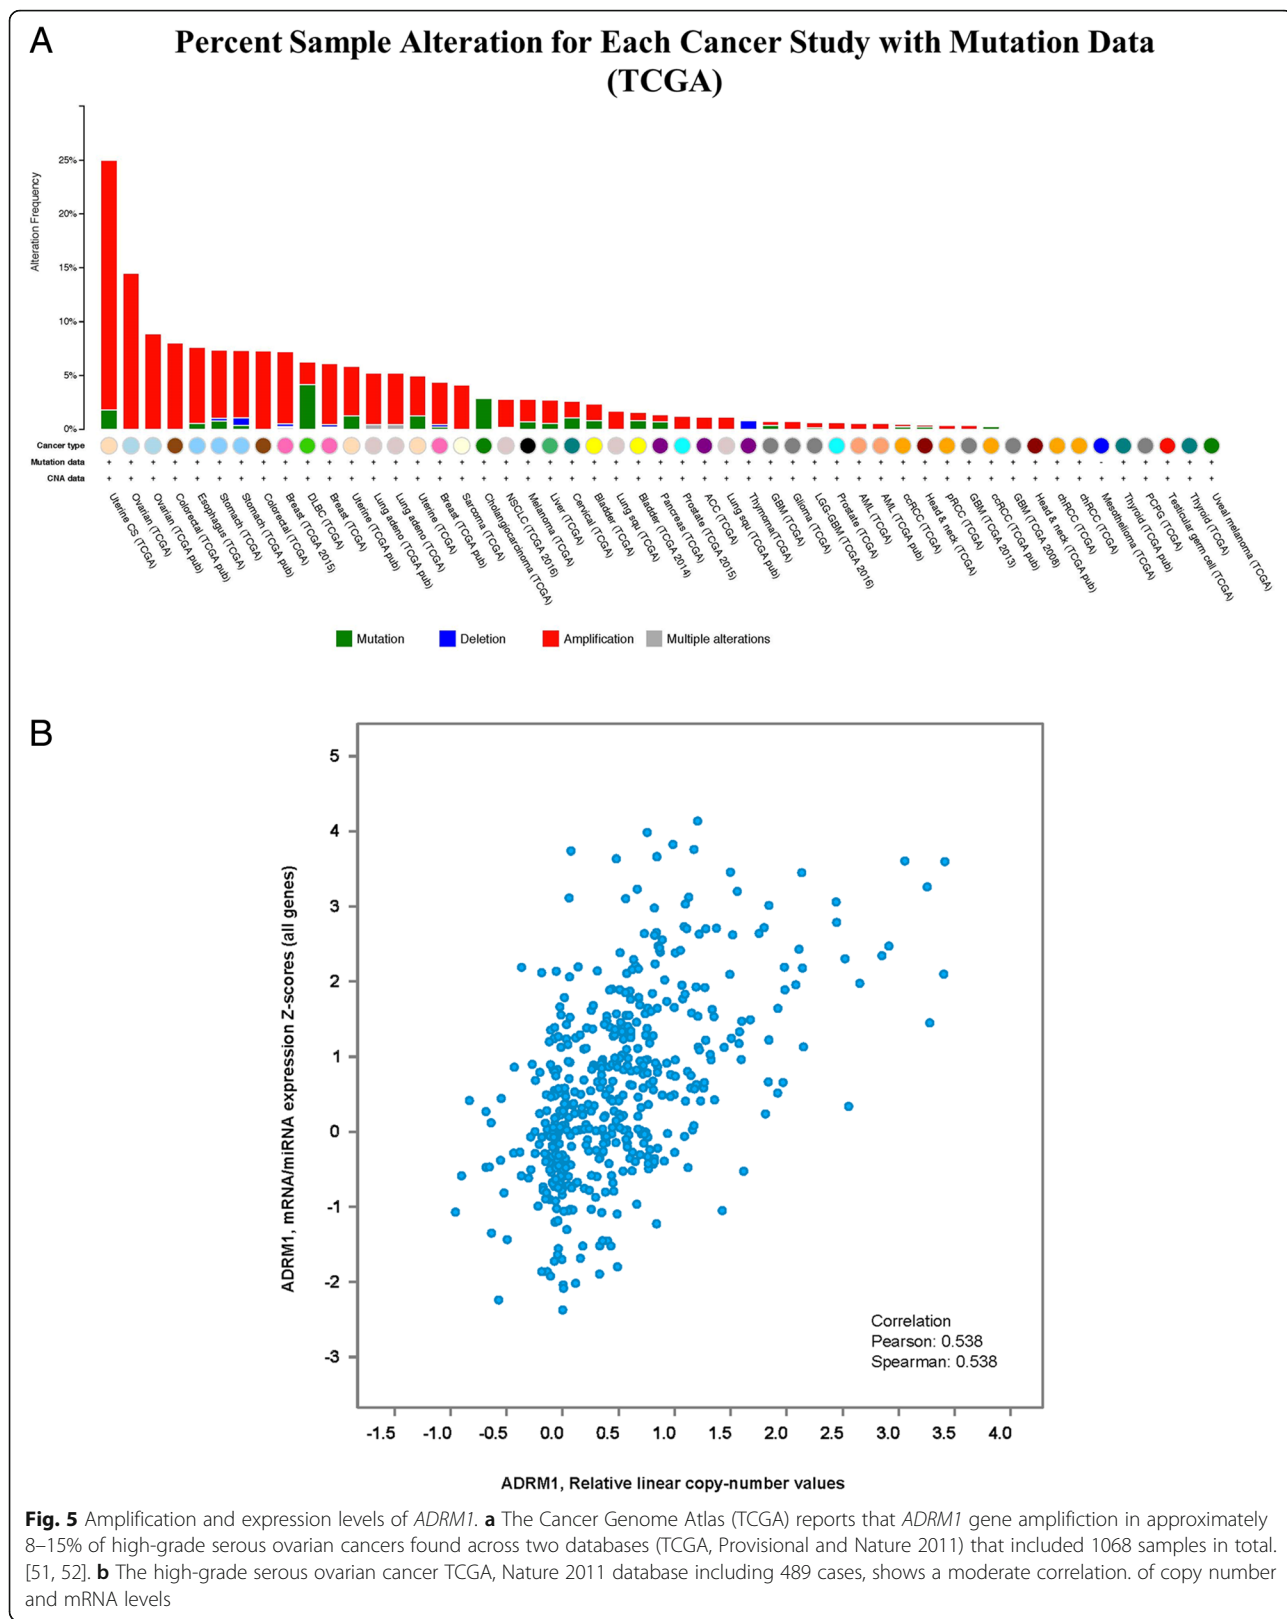 A
Percent Sample Alteration for Each Cancer Study with Mutation Data
(TCGA)
Alteration Frequency
25%
20%
15%
10%
5%
0%
Cancer type
Mutation data
+ + + + + + + + + + + + + + + + + + + + + + + + + + + + + + + + + + + + + + + + + + + + + - + + + + +
CNA data
+ + + + + + + + + + + + + + + + + + + + + + + + + + + + + + + + + + + + + + + + + + + + + + + + + + +
Uterine CS (TCGA)
Ovarian (TCGA)
Ovarian (TCGA pub)
Colorectal (TCGA pub)
Esophagus (TCGA)
Stomach (TCGA)
Stomach (TCGA pub)
Colorectal (TCGA)
Breast (TCGA 2015)
DLBC (TCGA)
Breast (TCGA)
Uterine (TCGA pub)
Lung adeno (TCGA pub)
Lung adeno (TCGA)
Uterine (TCGA)
Breast (TCGA pub)
Sarcoma (TCGA)
Cholangiocarcinoma (TCGA)
NSCLC (TCGA 2016)
Melanoma (TCGA)
Liver (TCGA)
Cervical (TCGA)
Bladder (TCGA)
Lung squ (TCGA)
Bladder (TCGA 2014)
Pancreas (TCGA)
Prostate (TCGA 2015)
ACC (TCGA)
Lung squ (TCGA pub)
Thymoma(TCGA)
GBM (TCGA)
Glioma (TCGA)
LGG-GBM (TCGA 2016)
Prostate (TCGA)
AML (TCGA)
AML (TCGA pub)
ccRCC (TCGA)
Head & neck (TCGA)
pRCC (TCGA)
GBM (TCGA 2013)
ccRCC (TCGA pub)
GBM (TCGA 2008)
Head & neck (TCGA pub)
chRCC (TCGA)
chRCC (TCGA)
Mesothelioma (TCGA)
Thyroid (TCGA pub)
PCPG (TCGA)
Testicular germ cell (TCGA)
Thyroid (TCGA)
Uveal melanoma (TCGA)
Mutation Deletion Amplification Multiple alterations
B
ADRM1, mRNA/miRNA expression Z-scores (all genes)
5
4
3
2
1
0
-1
-2
-3
Correlation
Pearson: 0.538
Spearman: 0.538
-1.5 -1.0 -0.5 0.0 0.5 1.0 1.5 2.0 2.5 3.0 3.5 4.0
ADRM1, Relative linear copy-number values
Fig. 5 Amplification and expression levels of ADRM1. a The Cancer Genome Atlas (TCGA) reports that ADRM1 gene amplifiction in approximately
8–15% of high-grade serous ovarian cancers found across two databases (TCGA, Provisional and Nature 2011) that included 1068 samples in total.
[51, 52]. b The high-grade serous ovarian cancer TCGA, Nature 2011 database including 489 cases, shows a moderate correlation. of copy number
and mRNA levels